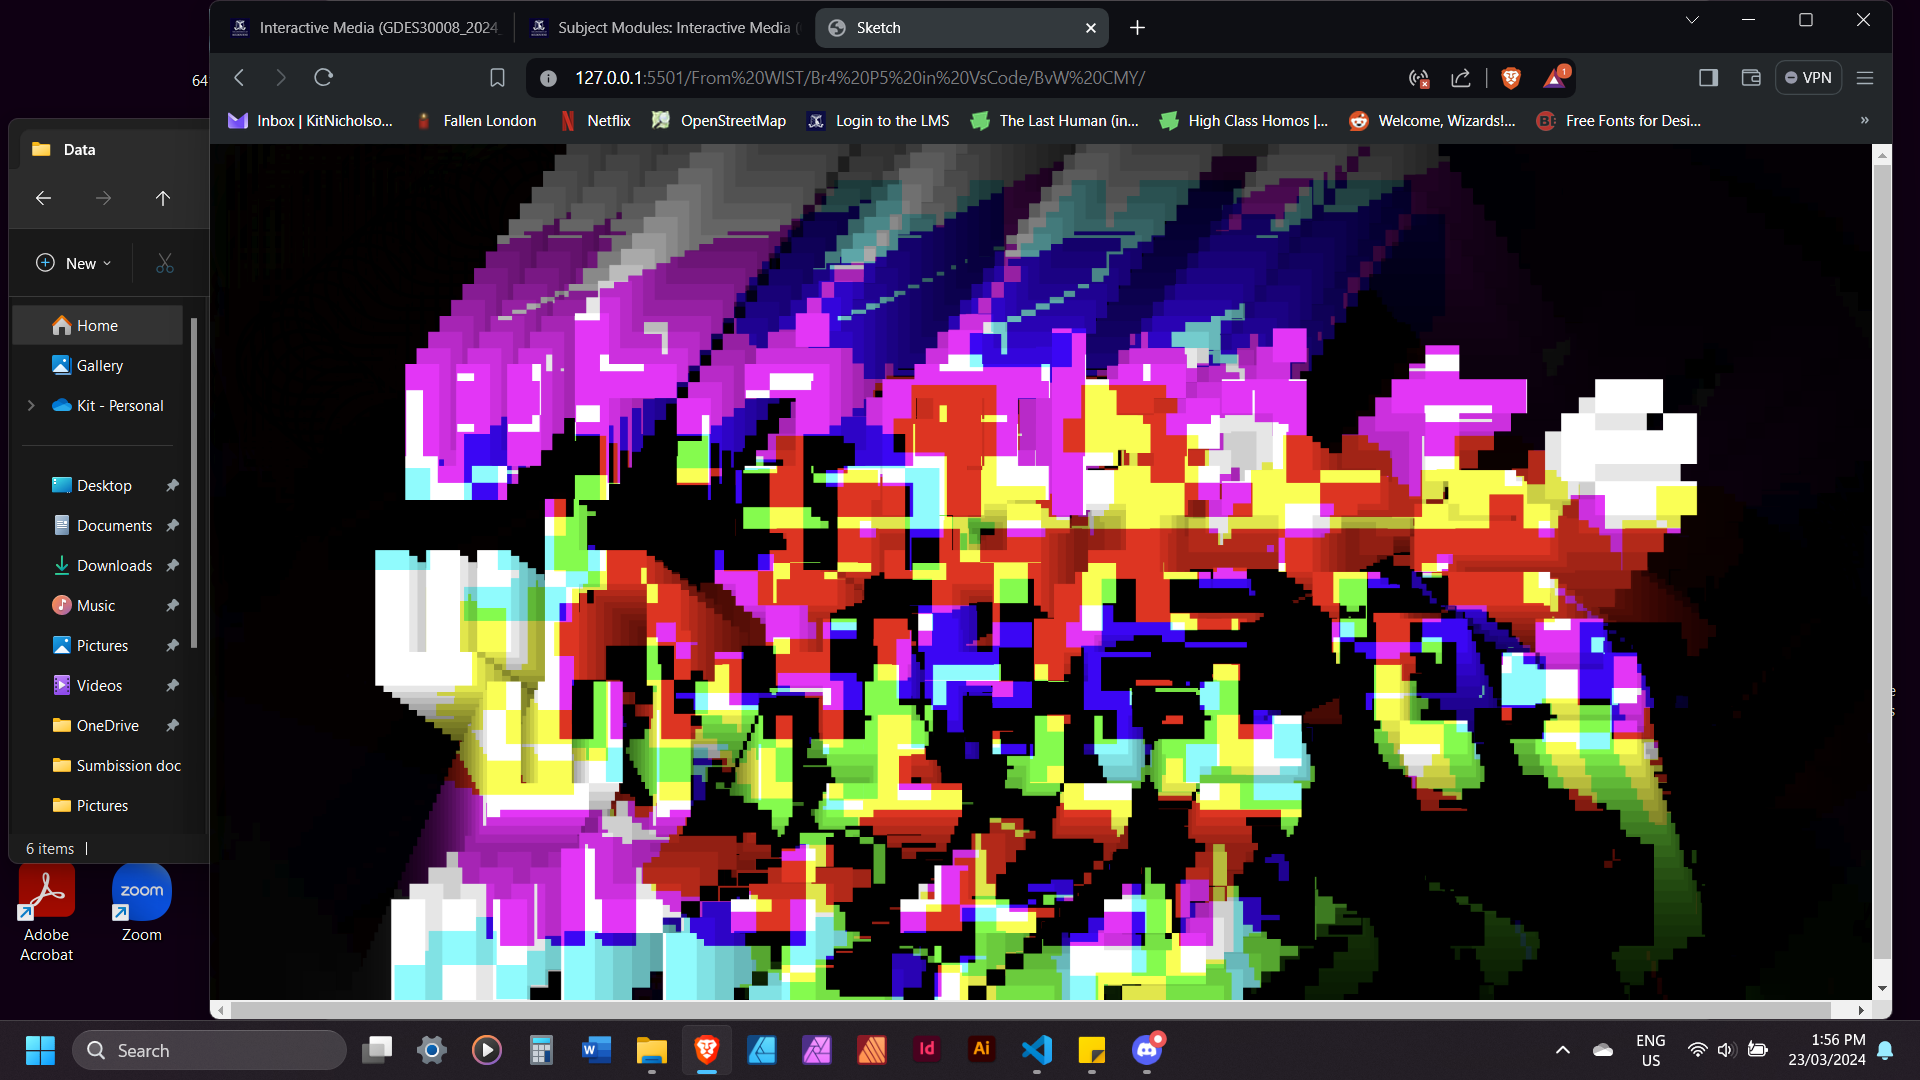 Interactive Media (GDES30008_2024_
Subject Modules: Interactive Media (
Sketch
64
127.0.0.1:5501/From%20WIST/Br4%20P5%20in%20VsCode/BvW%20CMY/
1
VPN
Inbox | KitNicholso...
Fallen London
Netflix
OpenStreetMap
Login to the LMS
The Last Human (in...
High Class Homos |...
Welcome, Wizards!...
Free Fonts for Desi...
»
Data
New
Home
Gallery
Kit - Personal
Desktop
Documents
Downloads
Music
Pictures
Videos
OneDrive
Sumbission doc
Pictures
6 items
Adobe
Acrobat
zoom
Zoom
Search
W
Id
Ai
ENG
US
1:56 PM
23/03/2024